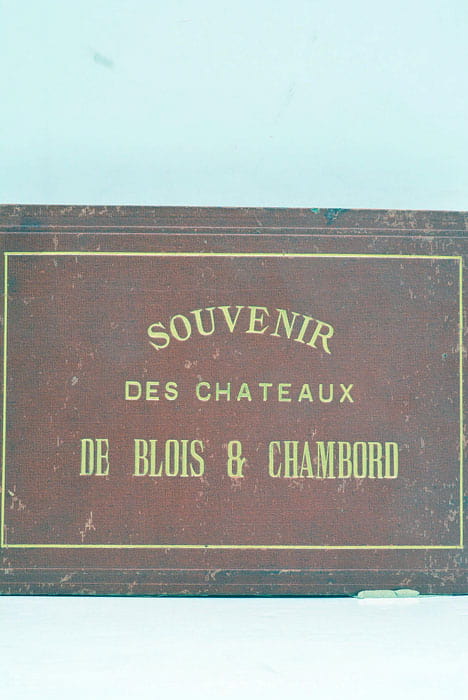 SOUVENIR
DES CHATEAUX
DE BLOIS & CHAMBORD